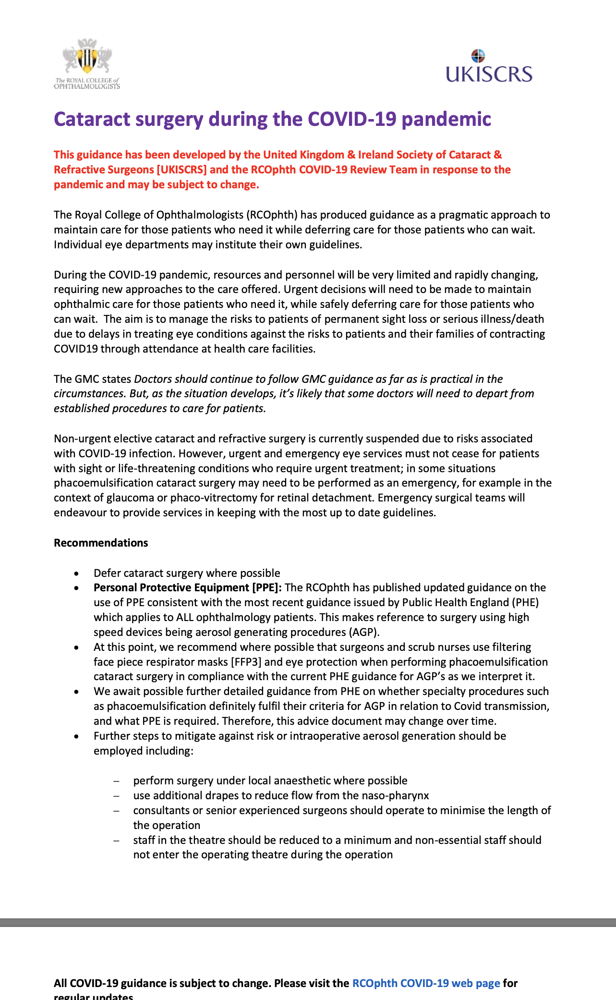 The ROYAL COLLEGE of
OPHTHALMOLOGISTS
UKISCRS
Cataract surgery during the COVID-19 pandemic
This guidance has been developed by the United Kingdom & Ireland Society of Cataract &
Refractive Surgeons [UKISCRS] and the RCOphth COVID-19 Review Team in response to the
pandemic and may be subject to change.
The Royal College of Ophthalmologists (RCOphth) has produced guidance as a pragmatic approach to
maintain care for those patients who need it while deferring care for those patients who can wait.
Individual eye departments may institute their own guidelines.
During the COVID-19 pandemic, resources and personnel will be very limited and rapidly changing,
requiring new approaches to the care offered. Urgent decisions will need to be made to maintain
ophthalmic care for those patients who need it, while safely deferring care for those patients who
can wait.  The aim is to manage the risks to patients of permanent sight loss or serious illness/death
due to delays in treating eye conditions against the risks to patients and their families of contracting
COVID19 through attendance at health care facilities.
The GMC states Doctors should continue to follow GMC guidance as far as is practical in the
circumstances. But, as the situation develops, it’s likely that some doctors will need to depart from
established procedures to care for patients.
Non-urgent elective cataract and refractive surgery is currently suspended due to risks associated
with COVID-19 infection. However, urgent and emergency eye services must not cease for patients
with sight or life-threatening conditions who require urgent treatment; in some situations
phacoemulsification cataract surgery may need to be performed as an emergency, for example in the
context of glaucoma or phaco-vitrectomy for retinal detachment. Emergency surgical teams will
endeavour to provide services in keeping with the most up to date guidelines.
Recommendations
• Defer cataract surgery where possible
• Personal Protective Equipment [PPE]: The RCOphth has published updated guidance on the
use of PPE consistent with the most recent guidance issued by Public Health England (PHE)
which applies to ALL ophthalmology patients. This makes reference to surgery using high
speed devices being aerosol generating procedures (AGP).
• At this point, we recommend where possible that surgeons and scrub nurses use filtering
face piece respirator masks [FFP3] and eye protection when performing phacoemulsification
cataract surgery in compliance with the current PHE guidance for AGP’s as we interpret it.
• We await possible further detailed guidance from PHE on whether specialty procedures such
as phacoemulsification definitely fulfil their criteria for AGP in relation to Covid transmission,
and what PPE is required. Therefore, this advice document may change over time.
• Further steps to mitigate against risk or intraoperative aerosol generation should be
employed including:
– perform surgery under local anaesthetic where possible
– use additional drapes to reduce flow from the naso-pharynx
– consultants or senior experienced surgeons should operate to minimise the length of
the operation
– staff in the theatre should be reduced to a minimum and non-essential staff should
not enter the operating theatre during the operation
All COVID-19 guidance is subject to change. Please visit the RCOphth COVID-19 web page for
regular updates